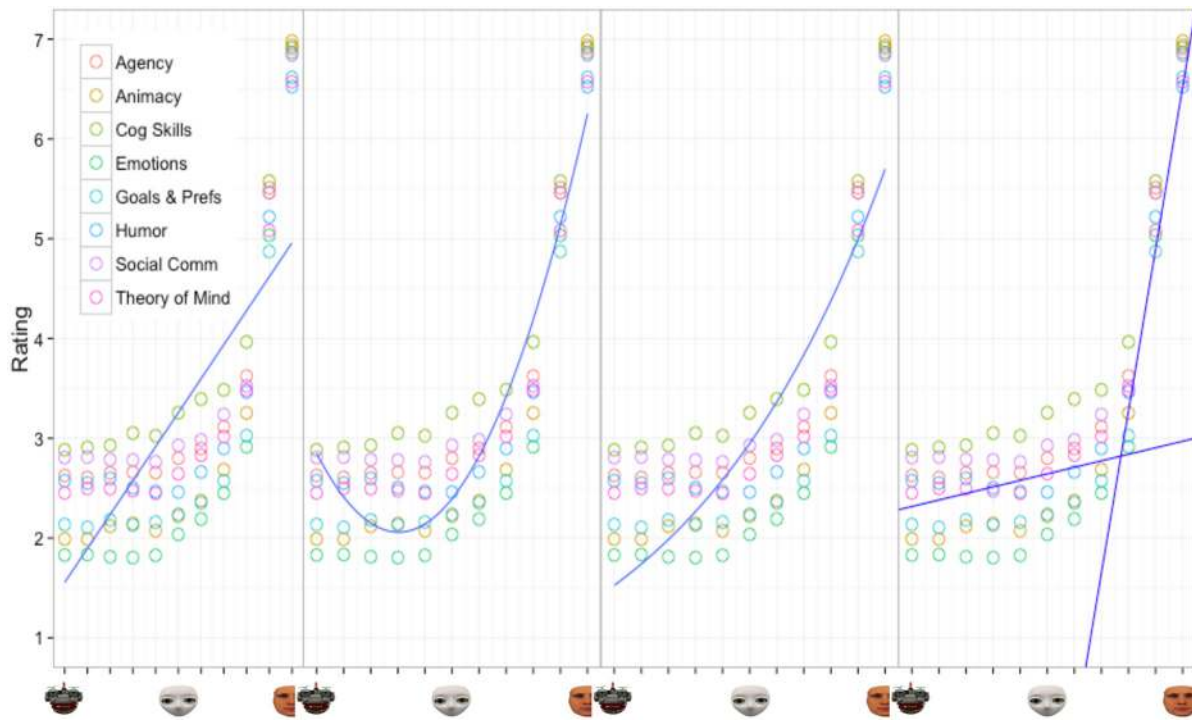 7
Agency
Animacy
Cog Skills
6
Emotions
Goals & Prefs
Humor
5
Social Comm
Theory of Mind
4
Rating
3
2
1